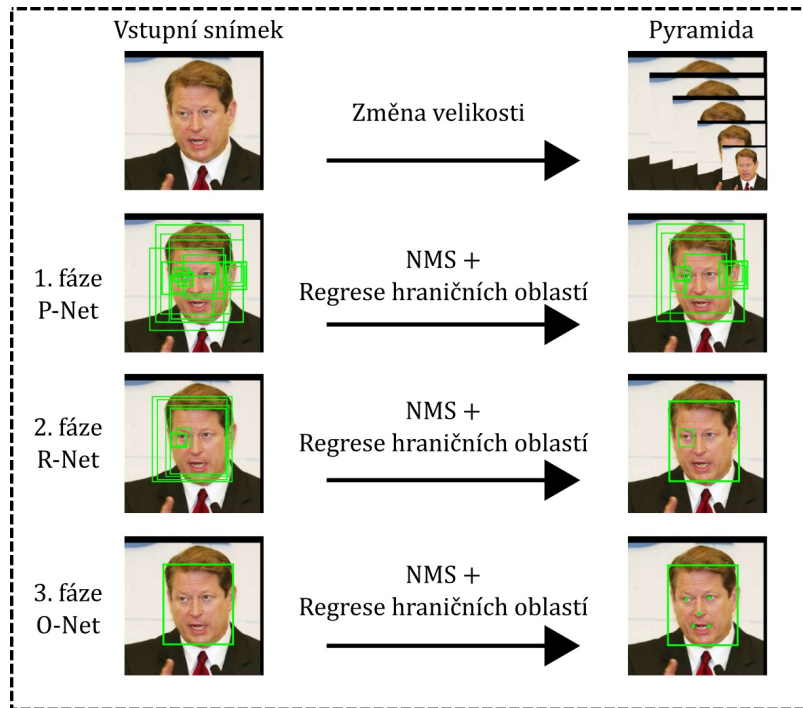 Vstupní snímek
Pyramida
Změna velikosti
1. fáze
P-Net
NMS +
Regrese hraničních oblastí
2. fáze
R-Net
NMS +
Regrese hraničních oblastí
3. fáze
O-Net
NMS +
Regrese hraničních oblastí